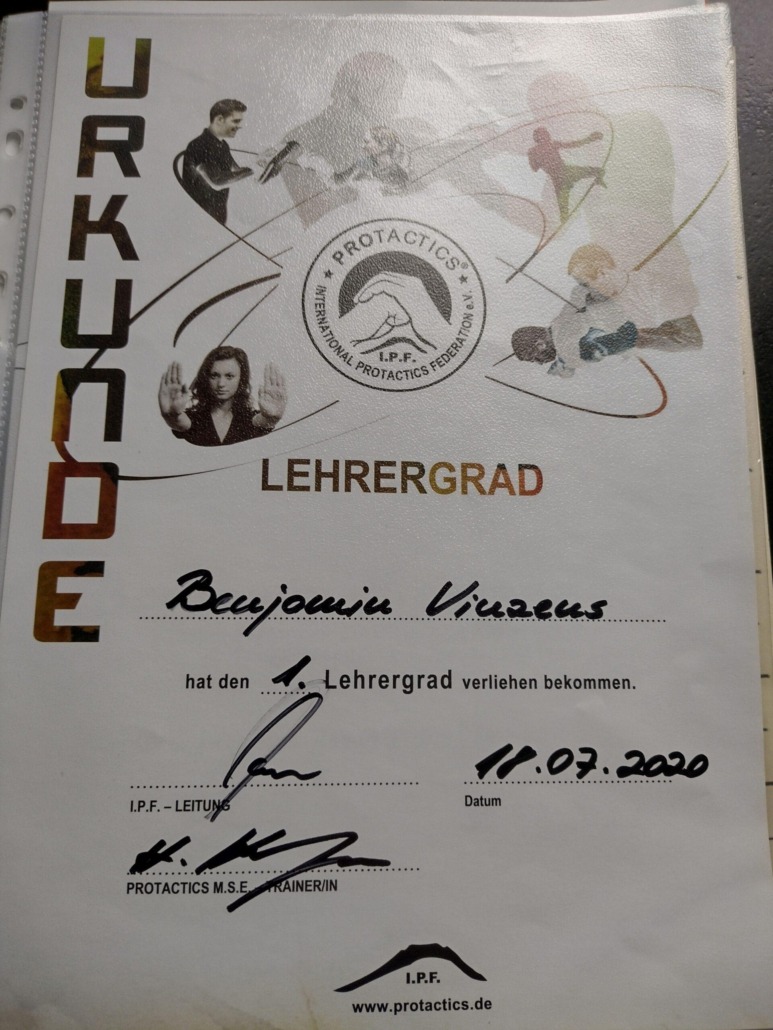 URKUNDE
PROTACTICS®
INTERNATIONAL PROTACTICS FEDERATION e.V.
I.P.F.
LEHRERGRAD
Benjamin Vinzens
hat den 1. Lehrergrad verliehen bekommen.
18.07.2020
I.P.F. – LEITUNG
Datum
H.
PROTACTICS M.S.E. – TRAINER/IN
I.P.F.
www.protactics.de